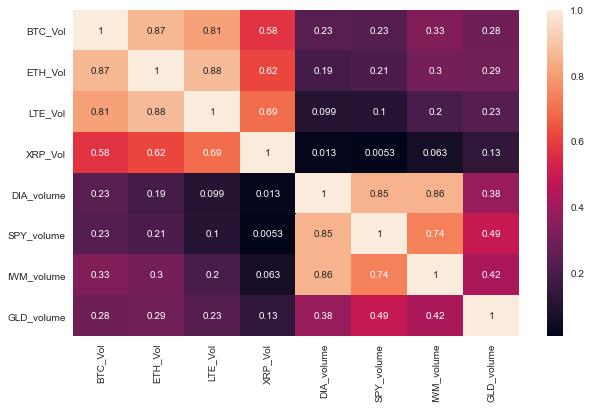 BTC_Vol 1 0.87 0.81 0.58 0.23 0.23 0.33 0.28
ETH_Vol 0.87 1 0.88 0.62 0.19 0.21 0.3 0.29
LTE_Vol 0.81 0.88 1 0.69 0.099 0.1 0.2 0.23
XRP_Vol 0.58 0.62 0.69 1 0.013 0.0053 0.063 0.13
DIA_volume 0.23 0.19 0.099 0.013 1 0.85 0.86 0.38
SPY_volume 0.23 0.21 0.1 0.0053 0.85 1 0.74 0.49
IWM_volume 0.33 0.3 0.2 0.063 0.86 0.74 1 0.42
GLD_volume 0.28 0.29 0.23 0.13 0.38 0.49 0.42 1
BTC_Vol
ETH_Vol
LTE_Vol
XRP_Vol
DIA_volume
SPY_volume
IWM_volume
GLD_volume
1.0
0.8
0.6
0.4
0.2